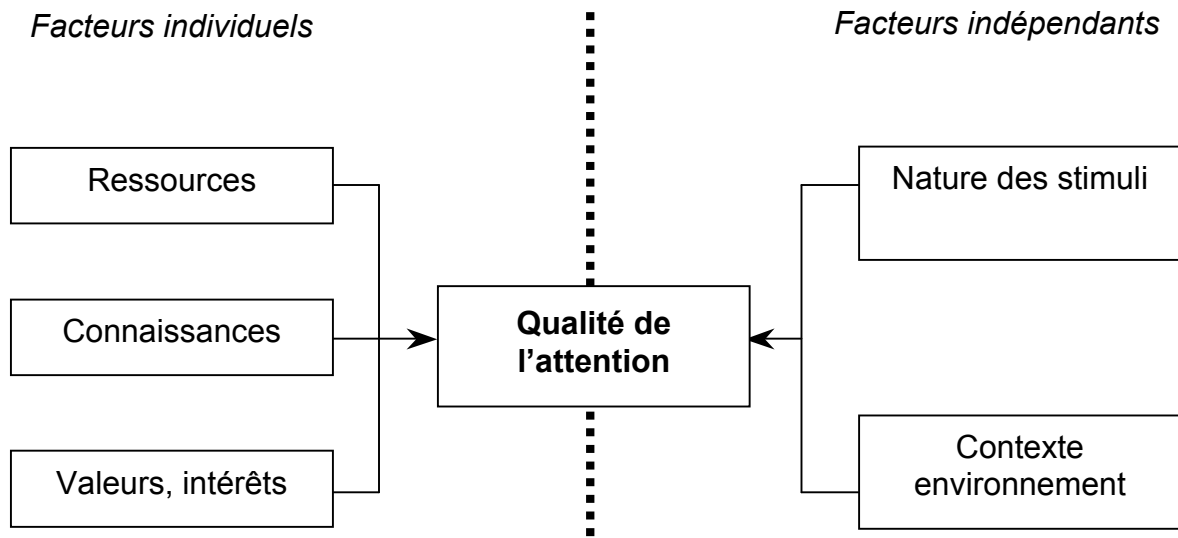 Facteurs individuels
Facteurs indépendants
Ressources
Nature des stimuli
Connaissances
Qualité de
l’attention
Valeurs, intérêts
Contexte
environnement